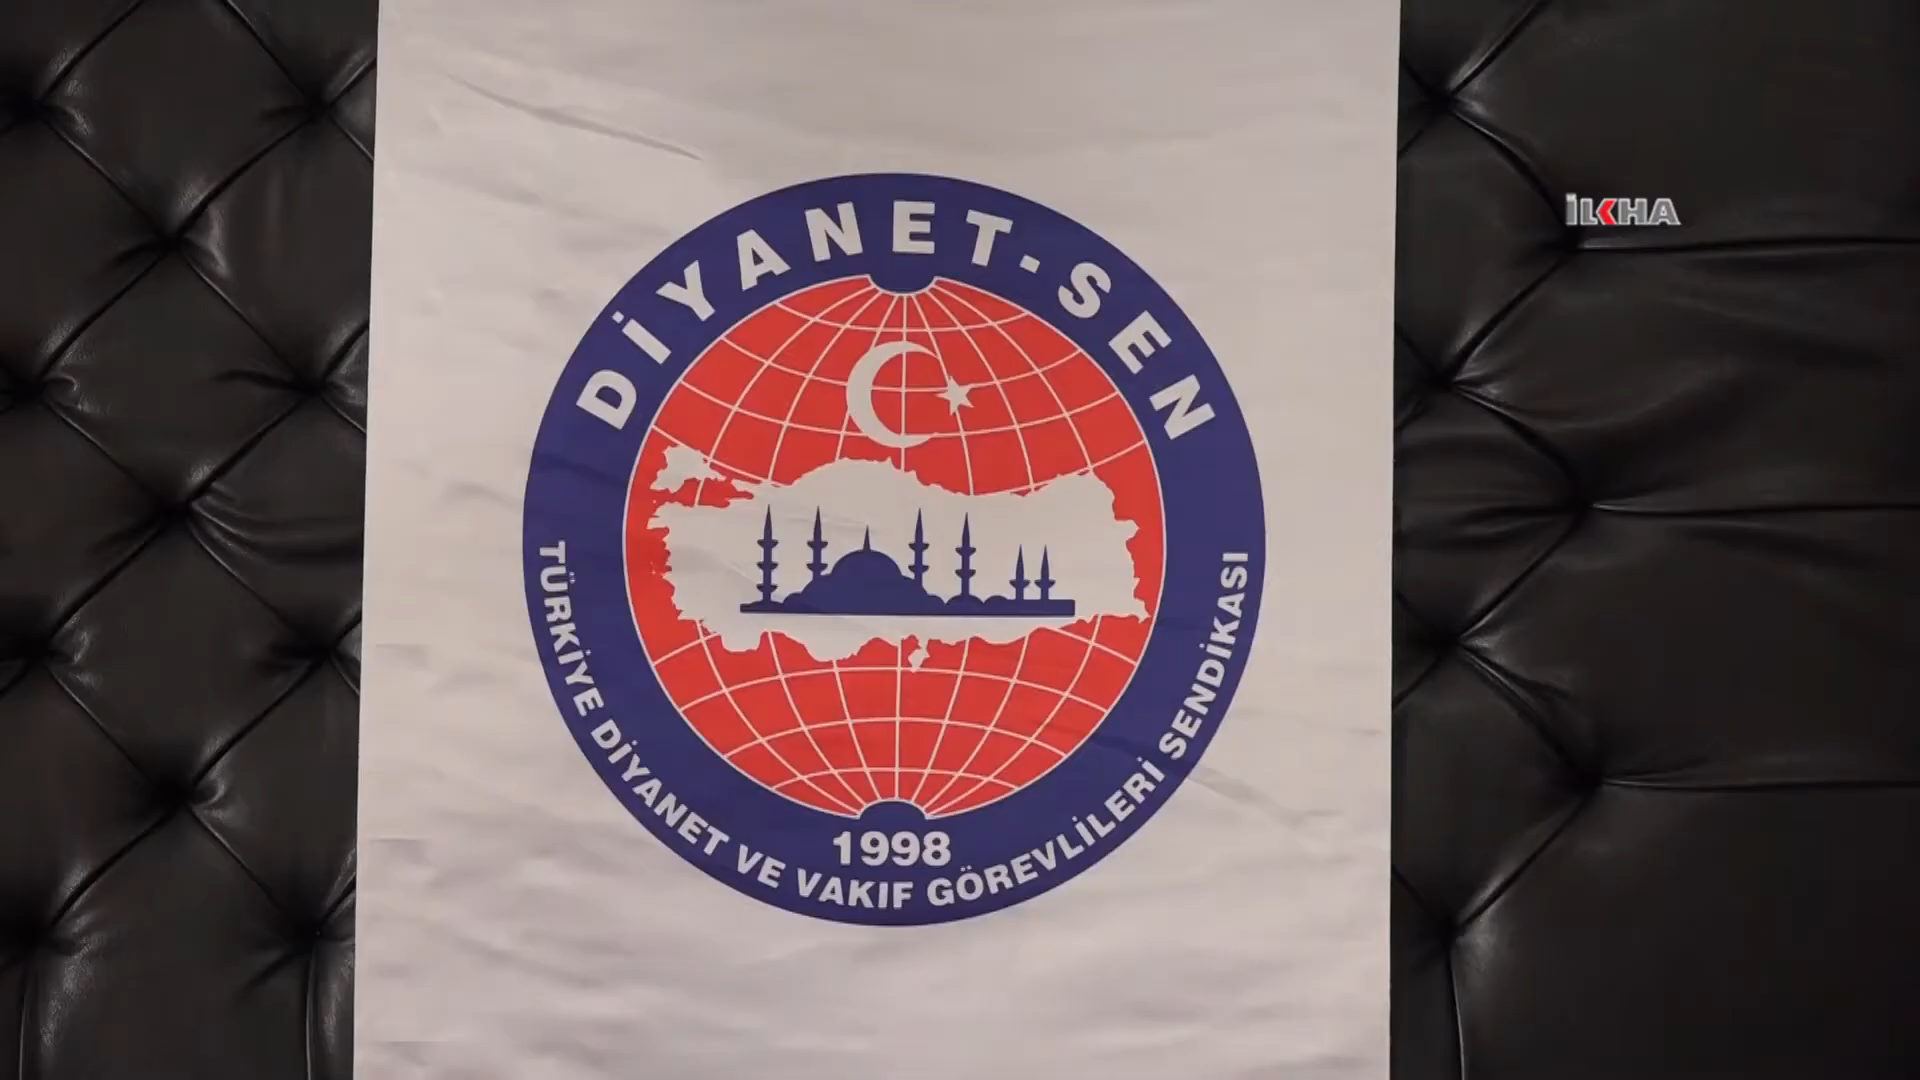 DİYANET-SEN
İLKHA
1998
TÜRKİYE DİYANET VE VAKIF GÖREVLİLERİ SENDİKASI